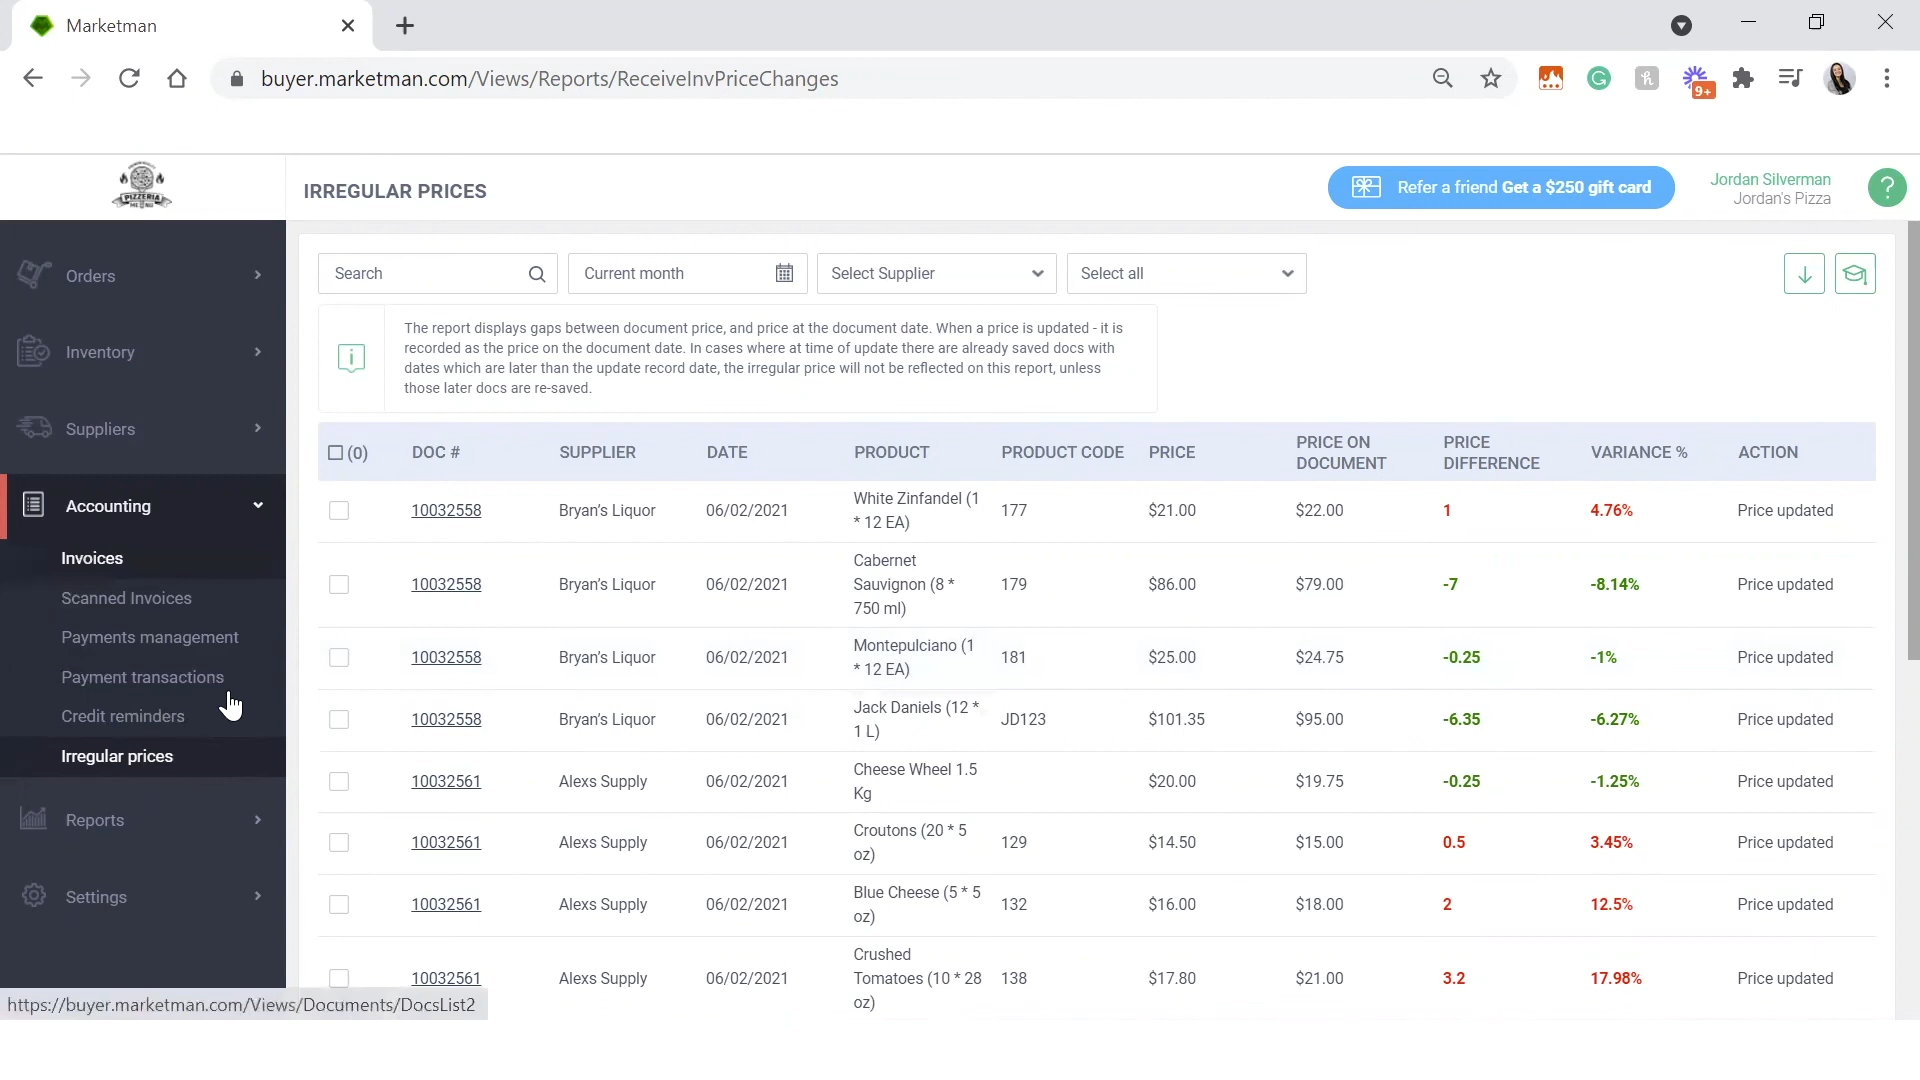 Marketman
buyer.marketman.com/Views/Reports/ReceiveInvPriceChanges
9+
PIZZERIA
IRREGULAR PRICES
Refer a friend Get a $250 gift card
Jordan Silverman
Jordan's Pizza
?
Orders
Inventory
Suppliers
Accounting
Invoices
Scanned Invoices
Payments management
Payment transactions
Credit reminders
Irregular prices
Reports
Settings
Search
Current month
Select Supplier
Select all
The report displays gaps between document price, and price at the document date. When a price is updated - it is
recorded as the price on the document date. In cases where at time of update there are already saved docs with
dates which are later than the update record date, the irregular price will not be reflected on this report, unless
those later docs are re-saved.
(0) DOC # SUPPLIER DATE PRODUCT PRODUCT CODE PRICE PRICE ON DOCUMENT PRICE DIFFERENCE VARIANCE % ACTION
10032558 Bryan's Liquor 06/02/2021 White Zinfandel (1 * 12 EA) 177 $21.00 $22.00 1 4.76% Price updated
10032558 Bryan's Liquor 06/02/2021 Cabernet Sauvignon (8 * 750 ml) 179 $86.00 $79.00 -7 -8.14% Price updated
10032558 Bryan's Liquor 06/02/2021 Montepulciano (1 * 12 EA) 181 $25.00 $24.75 -0.25 -1% Price updated
10032558 Bryan's Liquor 06/02/2021 Jack Daniels (12 * 1 L) JD123 $101.35 $95.00 -6.35 -6.27% Price updated
10032561 Alexs Supply 06/02/2021 Cheese Wheel 1.5 Kg $20.00 $19.75 -0.25 -1.25% Price updated
10032561 Alexs Supply 06/02/2021 Croutons (20 * 5 oz) 129 $14.50 $15.00 0.5 3.45% Price updated
10032561 Alexs Supply 06/02/2021 Blue Cheese (5 * 5 oz) 132 $16.00 $18.00 2 12.5% Price updated
10032561 Alexs Supply 06/02/2021 Crushed Tomatoes (10 * 28 oz) 138 $17.80 $21.00 3.2 17.98% Price updated
https://buyer.marketman.com/Views/Documents/DocsList2